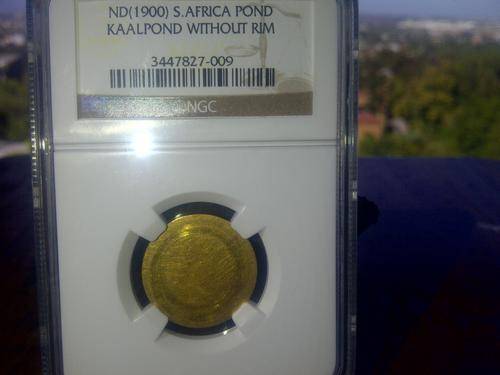 ND(1900) S.AFRICA POND
KAALPOND WITHOUT RIM
3447827-009
NGC